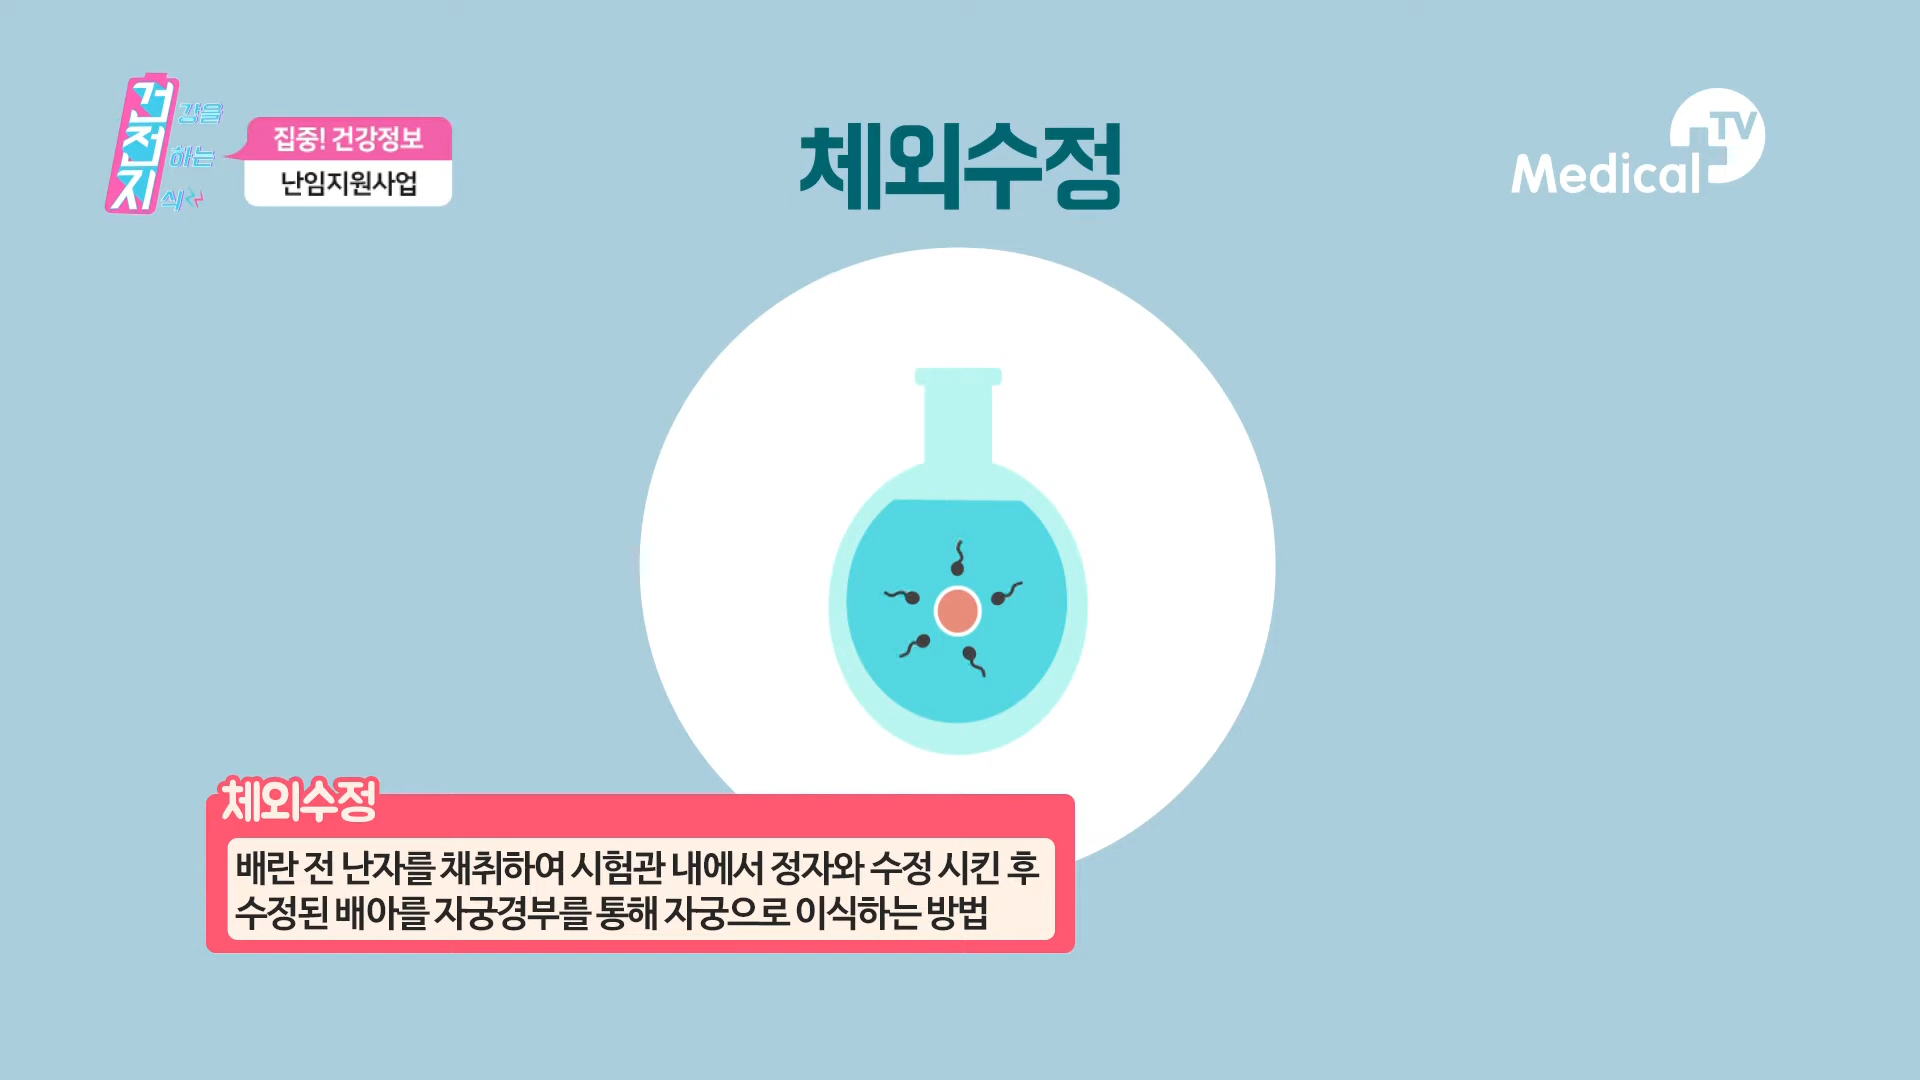 건강을
전하는
지식
집중! 건강정보
난임지원사업
체외수정
Medical TV
체외수정
배란 전 난자를 채취하여 시험관 내에서 정자와 수정 시킨 후
수정된 배아를 자궁경부를 통해 자궁으로 이식하는 방법